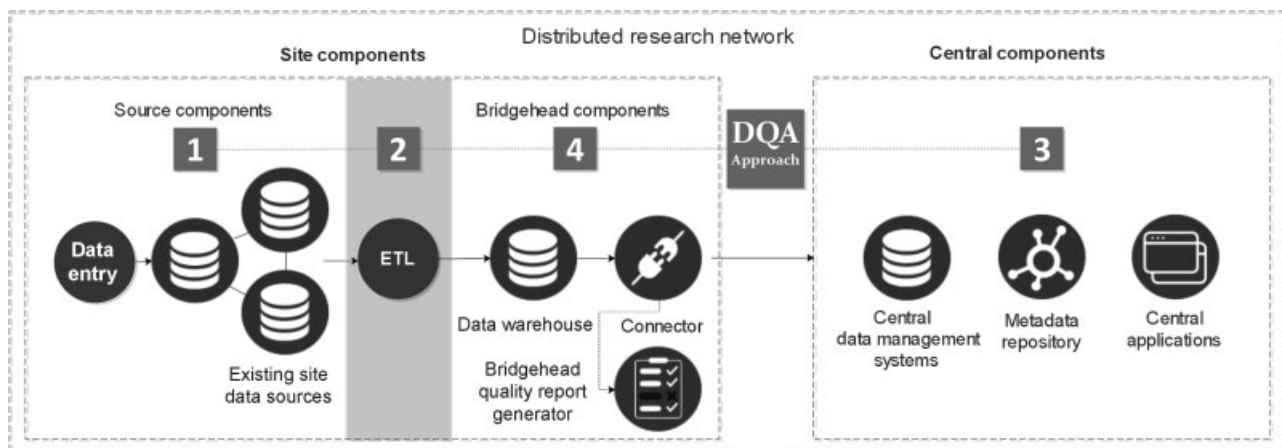 Distributed research network
Site components
Central components
Source components
Bridgehead components
1
2
4
DQA
Approach
3
Data
entry
ETL
Data warehouse
Connector
Existing site
data sources
Bridgehead
quality report
generator
Central
data management
systems
Metadata
repository
Central
applications